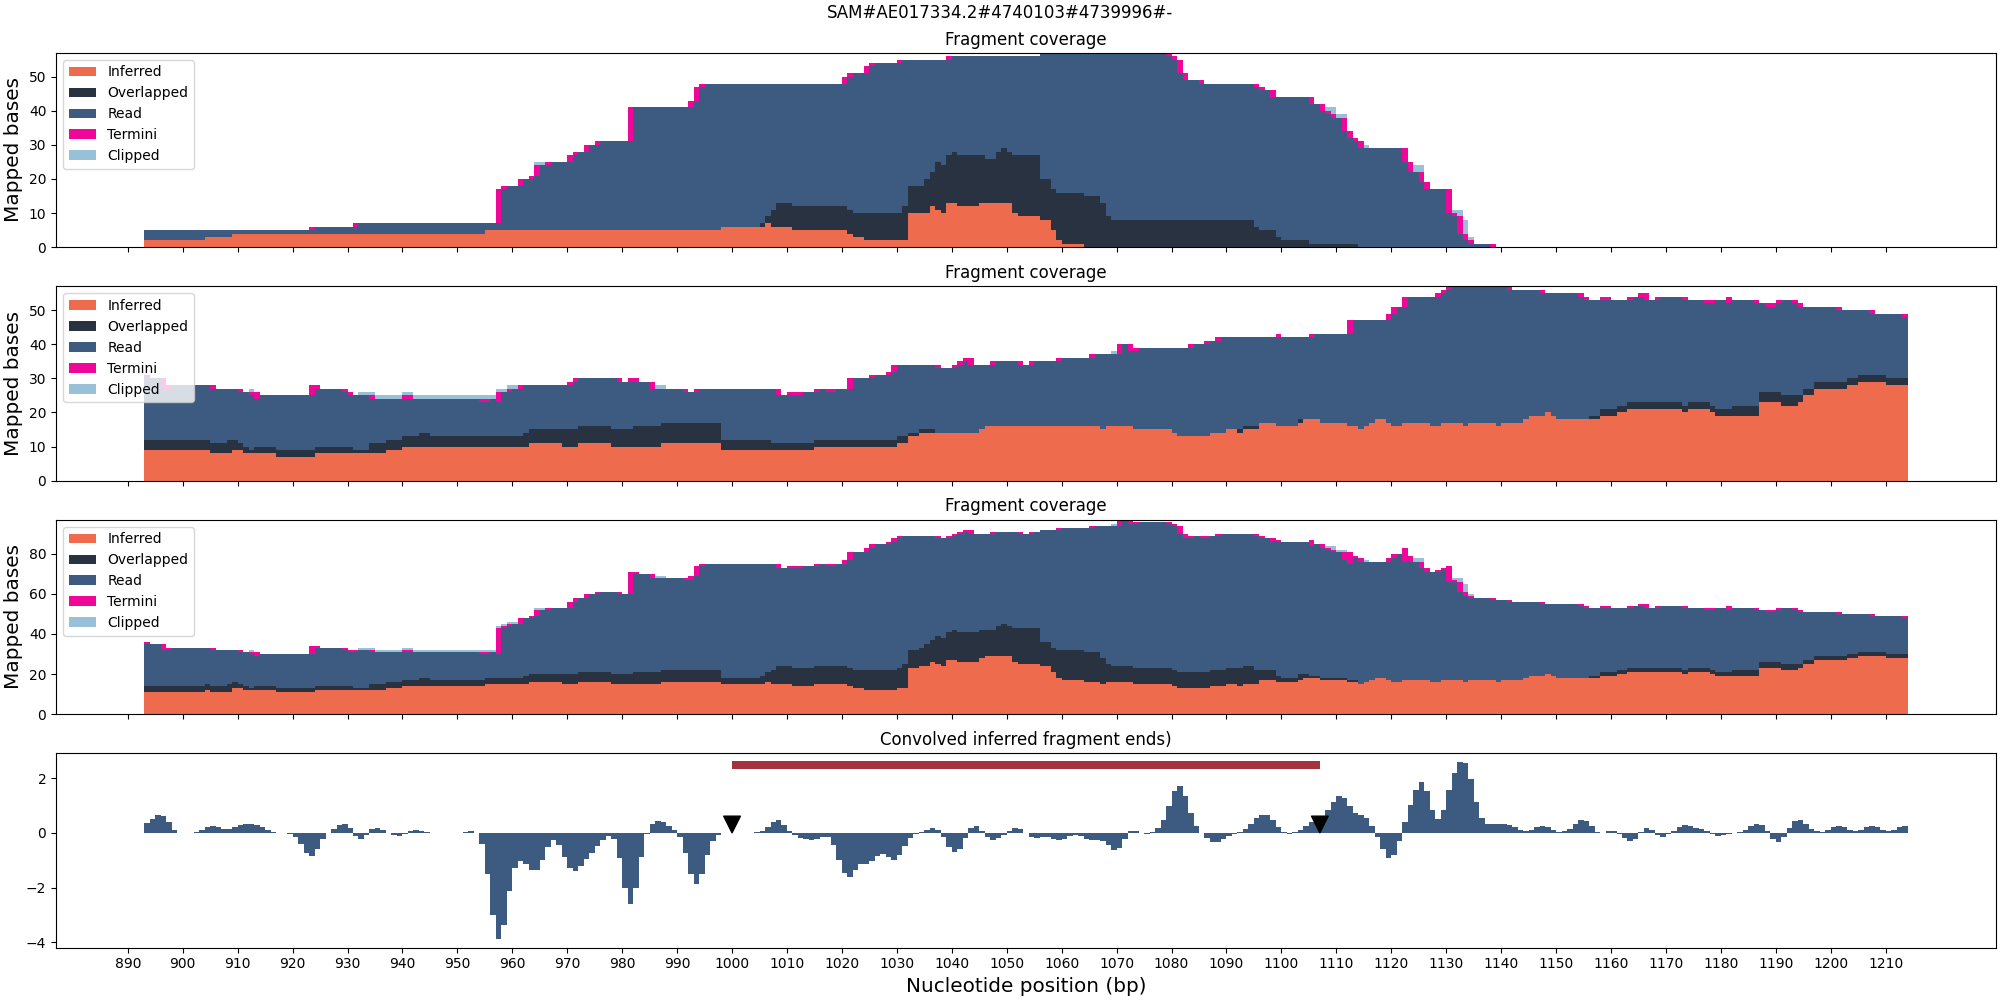 SAM#AE017334.2#4740103#4739996#-
Fragment coverage
Mapped bases
50
40
30
20
10
0
Inferred
Overlapped
Read
Termini
Clipped
Fragment coverage
Mapped bases
50
40
30
20
10
0
Inferred
Overlapped
Read
Termini
Clipped
Fragment coverage
Mapped bases
80
60
40
20
0
Inferred
Overlapped
Read
Termini
Clipped
Convolved inferred fragment ends)
2
0
−2
−4
890 900 910 920 930 940 950 960 970 980 990 1000 1010 1020 1030 1040 1050 1060 1070 1080 1090 1100 1110 1120 1130 1140 1150 1160 1170 1180 1190 1200 1210
Nucleotide position (bp)